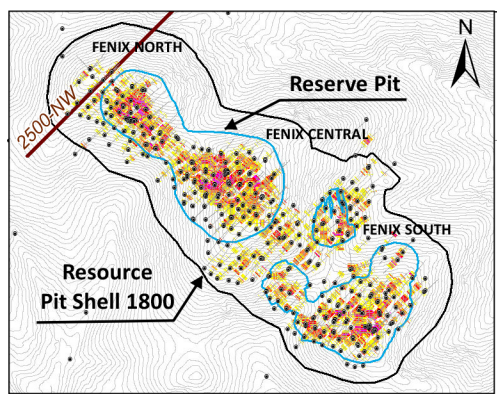 FENIX NORTH
N
Reserve Pit
2500-NW
FENIX CENTRAL
FENIX SOUTH
Resource
Pit Shell 1800